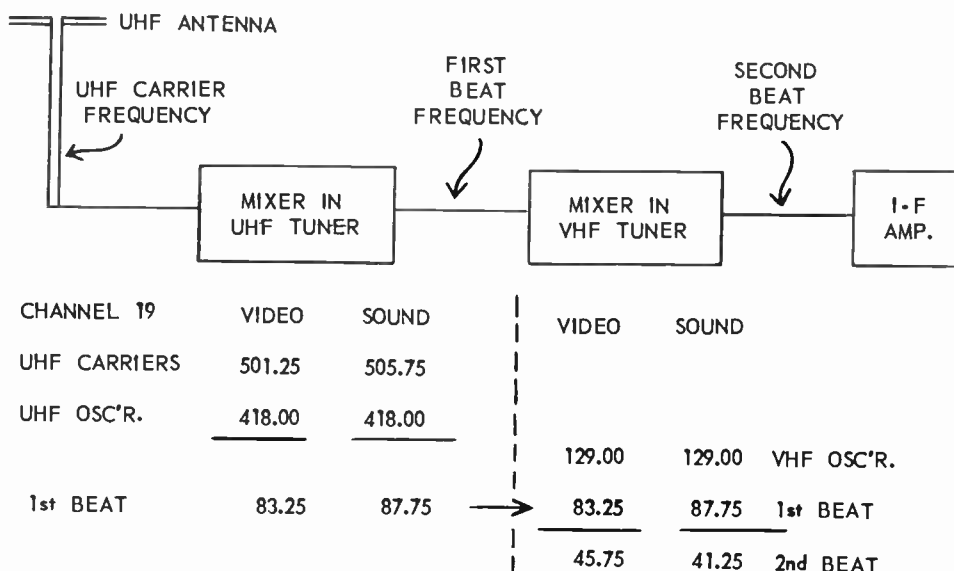 UHF ANTENNA
UHF CARRIER
FREQUENCY
FIRST
BEAT
FREQUENCY
SECOND
BEAT
FREQUENCY
MIXER IN
UHF TUNER
MIXER IN
VHF TUNER
I-F
AMP.
CHANNEL 19 VIDEO SOUND
VIDEO SOUND
UHF CARRIERS 501.25 505.75
UHF OSC'R. 418.00 418.00
129.00 129.00 VHF OSC'R.
1st BEAT 83.25 87.75
83.25 87.75 1st BEAT
45.75 41.25 2nd BEAT